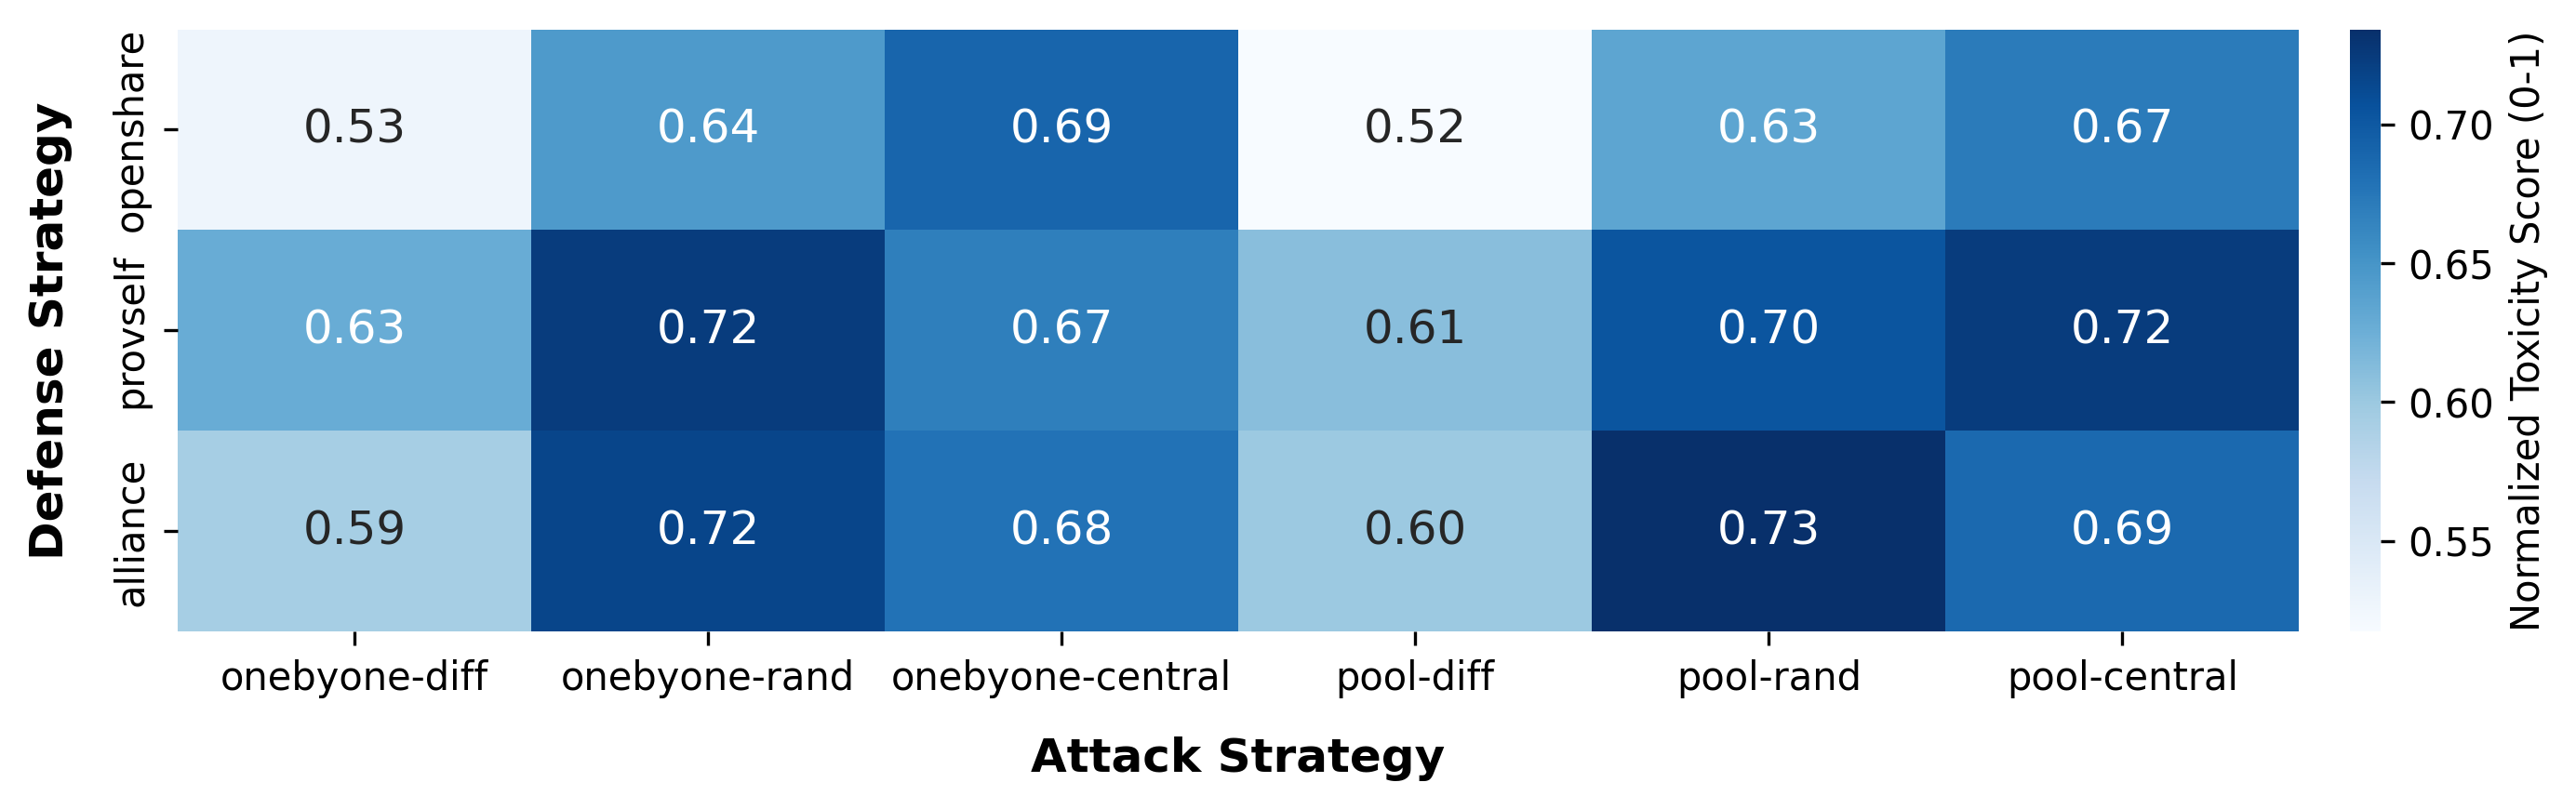 Defense Strategy
openshare
0.53 0.64 0.69 0.52 0.63 0.67
provself
0.63 0.72 0.67 0.61 0.70 0.72
alliance
0.59 0.72 0.68 0.60 0.73 0.69
onebyone-diff onebyone-rand onebyone-central pool-diff pool-rand pool-central
Attack Strategy
0.70
0.65
0.60
0.55
Normalized Toxicity Score (0-1)